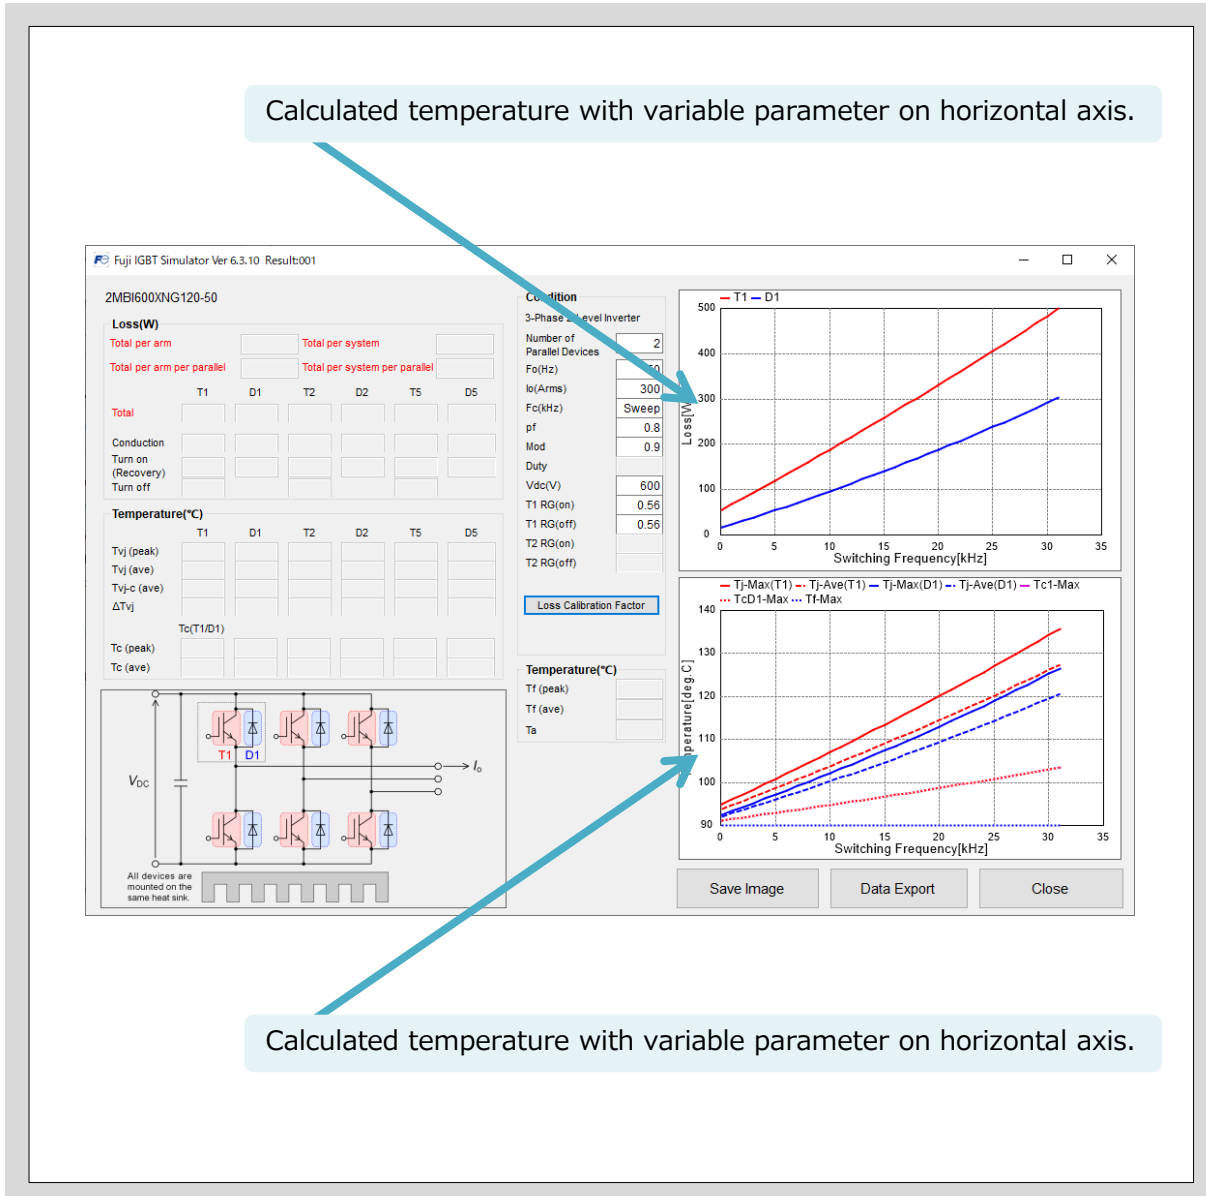 Calculated temperature with variable parameter on horizontal axis.
Fe Fuji IGBT Simulator Ver 6.3.10 Result:001
2MBI600XNG120-50
Loss(W)
Total per arm
Total per system
Total per arm per parallel
Total per system per parallel
T1 D1 T2 D2 T5 D5
Total
Conduction
Turn on
(Recovery)
Turn off
Temperature(℃)
T1 D1 T2 D2 T5 D5
Tvj (peak)
Tvj (ave)
Tvj-c (ave)
ΔTvj
Tc(T1/D1)
Tc (peak)
Tc (ave)
VDC
T1 D1
Io
All devices are
mounted on the
same heat sink.
Condition
3-Phase 2-Level Inverter
Number of
Parallel Devices 2
Fo(Hz) 50
Io(Arms) 300
Fc(kHz) Sweep
pf 0.8
Mod 0.9
Duty
Vdc(V) 600
T1 RG(on) 0.56
T1 RG(off) 0.56
T2 RG(on)
T2 RG(off)
Loss Calibration Factor
Temperature(℃)
Tf (peak)
Tf (ave)
Ta
T1 D1
500
400
300
200
100
0
Loss[W]
0 5 10 15 20 25 30 35
Switching Frequency[kHz]
Tj-Max(T1) Tj-Ave(T1) Tj-Max(D1) Tj-Ave(D1) Tc1-Max
TcD1-Max Tf-Max
140
130
120
110
100
90
Temperature[deg.C]
0 5 10 15 20 25 30 35
Switching Frequency[kHz]
Save Image Data Export Close
Calculated temperature with variable parameter on horizontal axis.